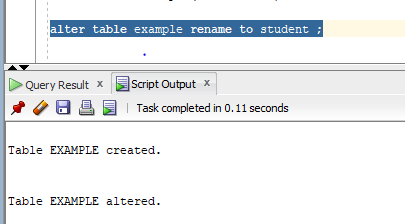 alter table example rename to student ;
Query Result x Script Output x
Task completed in 0.11 seconds
Table EXAMPLE created.
Table EXAMPLE altered.